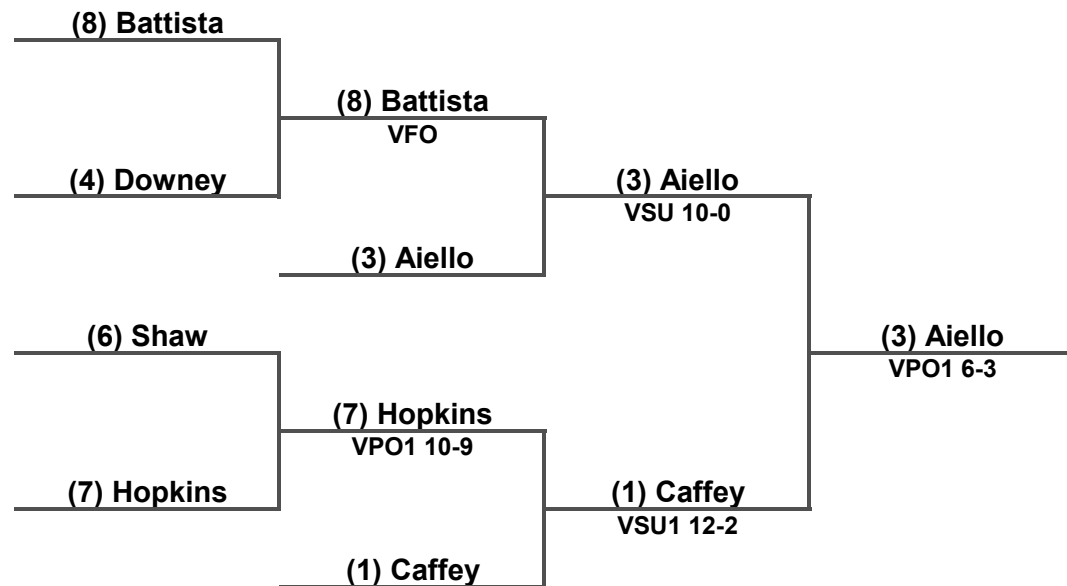 (8) Battista
(8) Battista
VFO
(4) Downey
(3) Aiello
VSU 10-0
(3) Aiello
(6) Shaw
(3) Aiello
VPO1 6-3
(7) Hopkins
VPO1 10-9
(7) Hopkins
(1) Caffey
VSU1 12-2
(1) Caffey